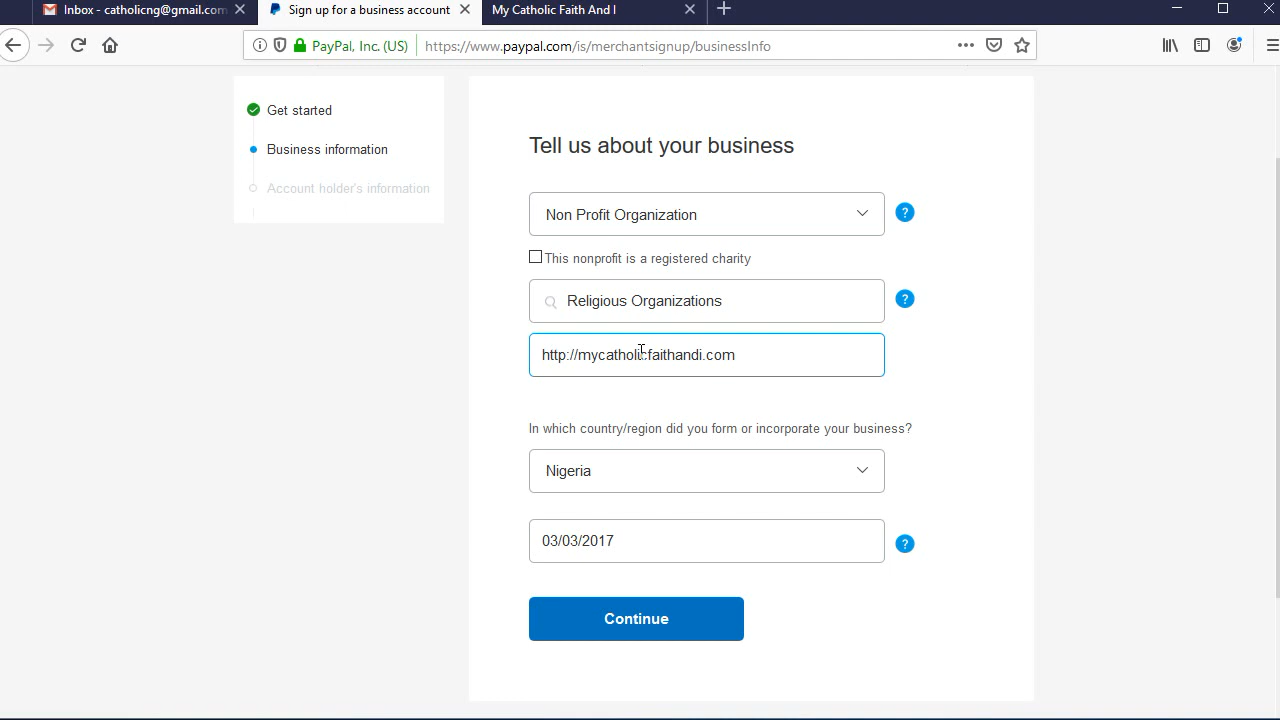 Inbox - catholicng@gmail.com
Sign up for a business account
My Catholic Faith And I
PayPal, Inc. (US)
https://www.paypal.com/is/merchantsignup/businessInfo
Get started
Business information
Account holder's information
Tell us about your business
Non Profit Organization
?
This nonprofit is a registered charity
Religious Organizations
?
http://mycatholicfaithandi.com
In which country/region did you form or incorporate your business?
Nigeria
03/03/2017
?
Continue